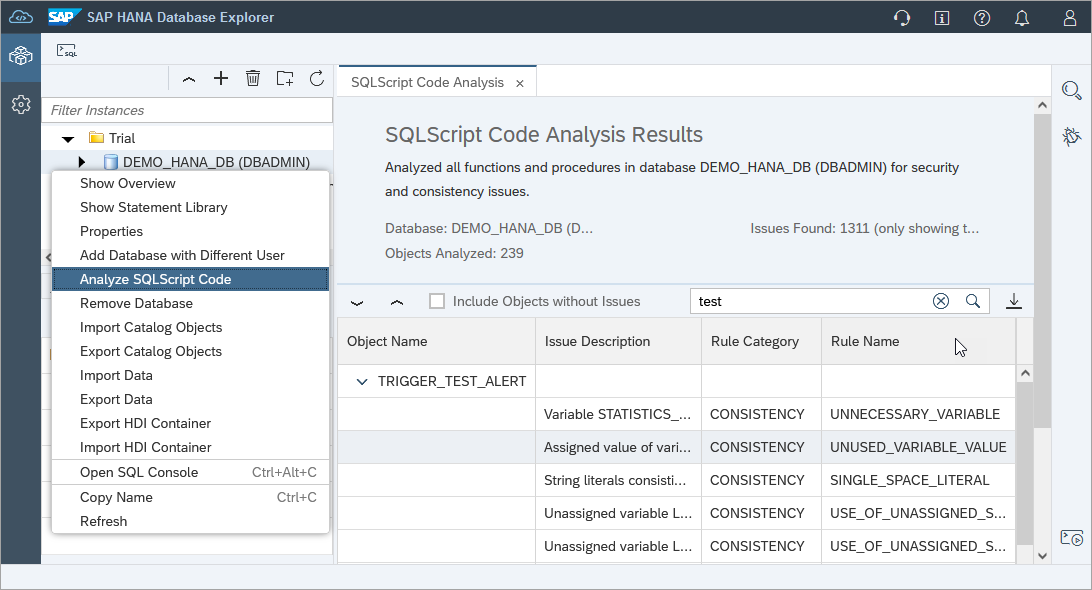 SAP SAP HANA Database Explorer
SQL
SQLScript Code Analysis
Filter Instances
Trial
DEMO_HANA_DB (DBADMIN)
Show Overview
Show Statement Library
Properties
Add Database with Different User
Analyze SQLScript Code
Remove Database
Import Catalog Objects
Export Catalog Objects
Import Data
Export Data
Export HDI Container
Import HDI Container
Open SQL Console Ctrl+Alt+C
Copy Name Ctrl+C
Refresh
SQLScript Code Analysis Results
Analyzed all functions and procedures in database DEMO_HANA_DB (DBADMIN) for security
and consistency issues.
Database: DEMO_HANA_DB (D... Issues Found: 1311 (only showing t...
Objects Analyzed: 239
Include Objects without Issues test
Object Name Issue Description Rule Category Rule Name
TRIGGER_TEST_ALERT
Variable STATISTICS_... CONSISTENCY UNNECESSARY_VARIABLE
Assigned value of vari... CONSISTENCY UNUSED_VARIABLE_VALUE
String literals consisti... CONSISTENCY SINGLE_SPACE_LITERAL
Unassigned variable L... CONSISTENCY USE_OF_UNASSIGNED_S...
Unassigned variable L... CONSISTENCY USE_OF_UNASSIGNED_S...